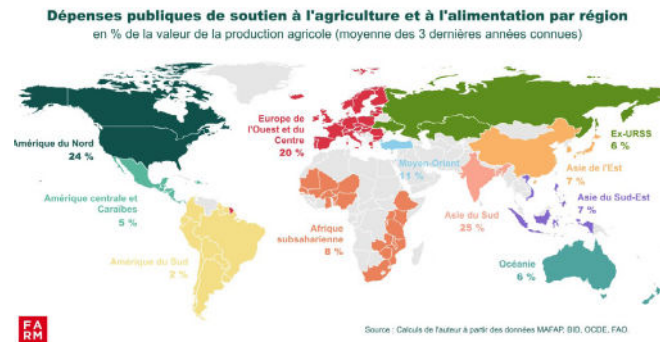 Dépenses publiques de soutien à l'agriculture et à l'alimentation par région
en % de la valeur de la production agricole (moyenne des 3 dernières années connues)
Amérique du Nord
24 %
Europe de
l'Ouest et du
Centre
20 %
Ex-URSS
6 %
Moyen-Orient
11 %
Asie de l'Est
7 %
Amérique centrale et
Caraïbes
5 %
Asie du Sud-Est
7 %
Asie du Sud
25 %
Afrique
subsaharienne
8 %
Amérique du Sud
2 %
Océanie
6 %
FA
RM
Source : Calculs de l'auteur à partir des données MAFAP, BID, OCDE, FAO.